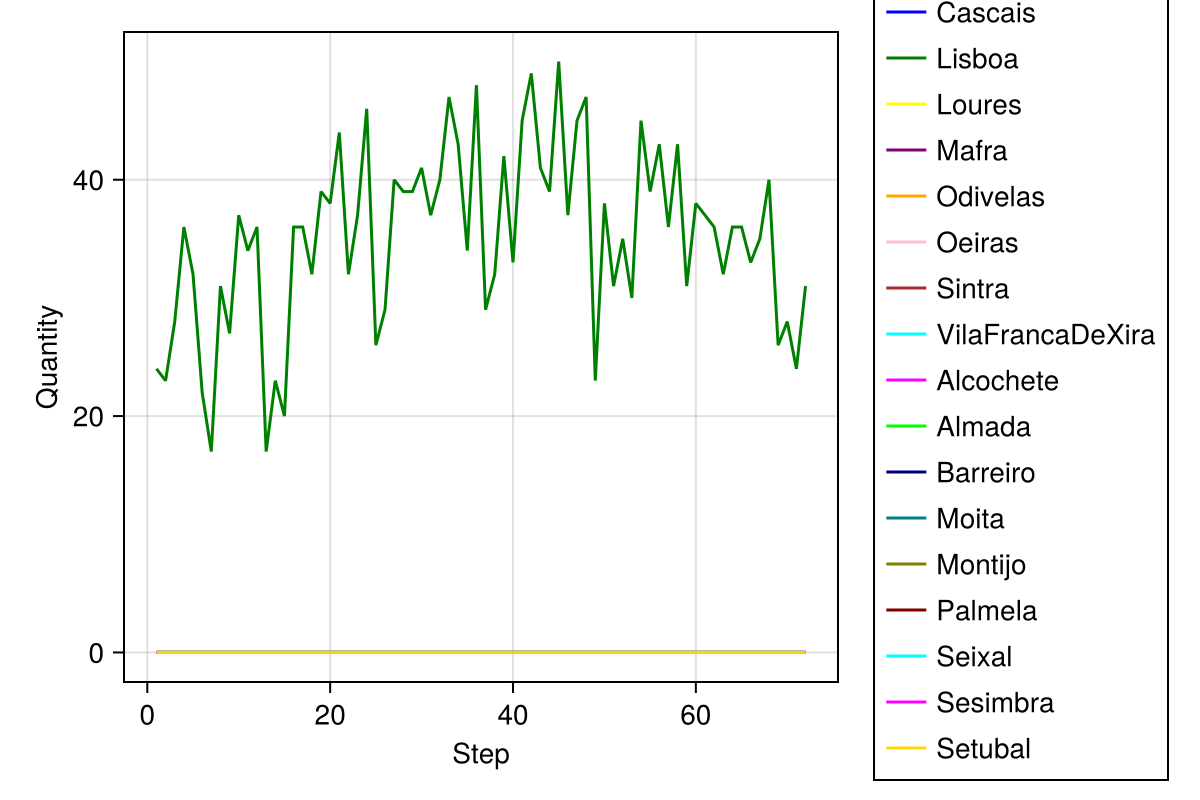 40
20
0
Quantity
0
20
40
60
Step
Cascais
Lisboa
Loures
Mafra
Odivelas
Oeiras
Sintra
VilaFrancaDeXira
Alcochete
Almada
Barreiro
Moita
Montijo
Palmela
Seixal
Sesimbra
Setubal